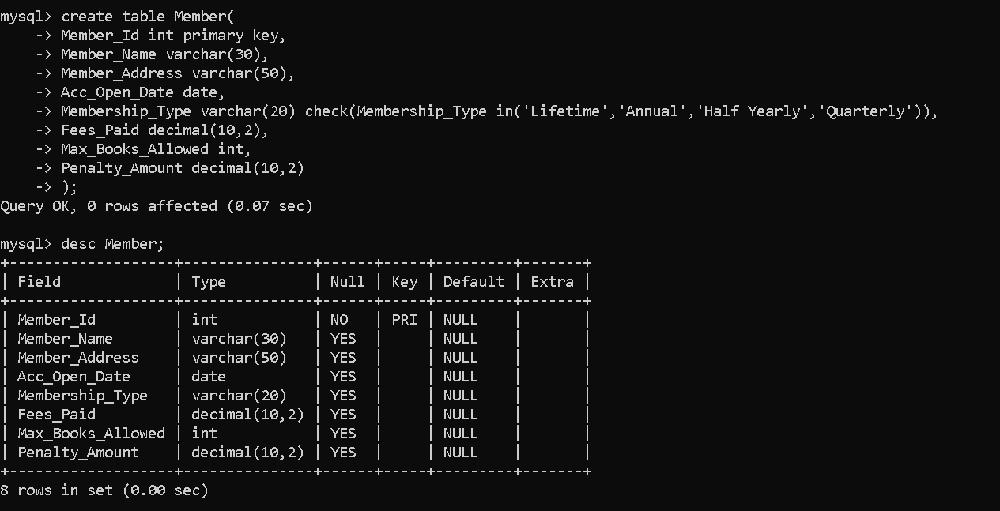 mysql> create table Member(
    -> Member_Id int primary key,
    -> Member_Name varchar(30),
    -> Member_Address varchar(50),
    -> Acc_Open_Date date,
    -> Membership_Type varchar(20) check(Membership_Type in('Lifetime','Annual','Half Yearly','Quarterly')),
    -> Fees_Paid decimal(10,2),
    -> Max_Books_Allowed int,
    -> Penalty_Amount decimal(10,2)
    -> );
Query OK, 0 rows affected (0.07 sec)

mysql> desc Member;
+-------------------+---------------+------+-----+---------+-------+
| Field             | Type          | Null | Key | Default | Extra |
+-------------------+---------------+------+-----+---------+-------+
| Member_Id         | int           | NO   | PRI | NULL    |       |
| Member_Name       | varchar(30)   | YES  |     | NULL    |       |
| Member_Address    | varchar(50)   | YES  |     | NULL    |       |
| Acc_Open_Date     | date          | YES  |     | NULL    |       |
| Membership_Type   | varchar(20)   | YES  |     | NULL    |       |
| Fees_Paid         | decimal(10,2) | YES  |     | NULL    |       |
| Max_Books_Allowed | int           | YES  |     | NULL    |       |
| Penalty_Amount    | decimal(10,2) | YES  |     | NULL    |       |
+-------------------+---------------+------+-----+---------+-------+
8 rows in set (0.00 sec)